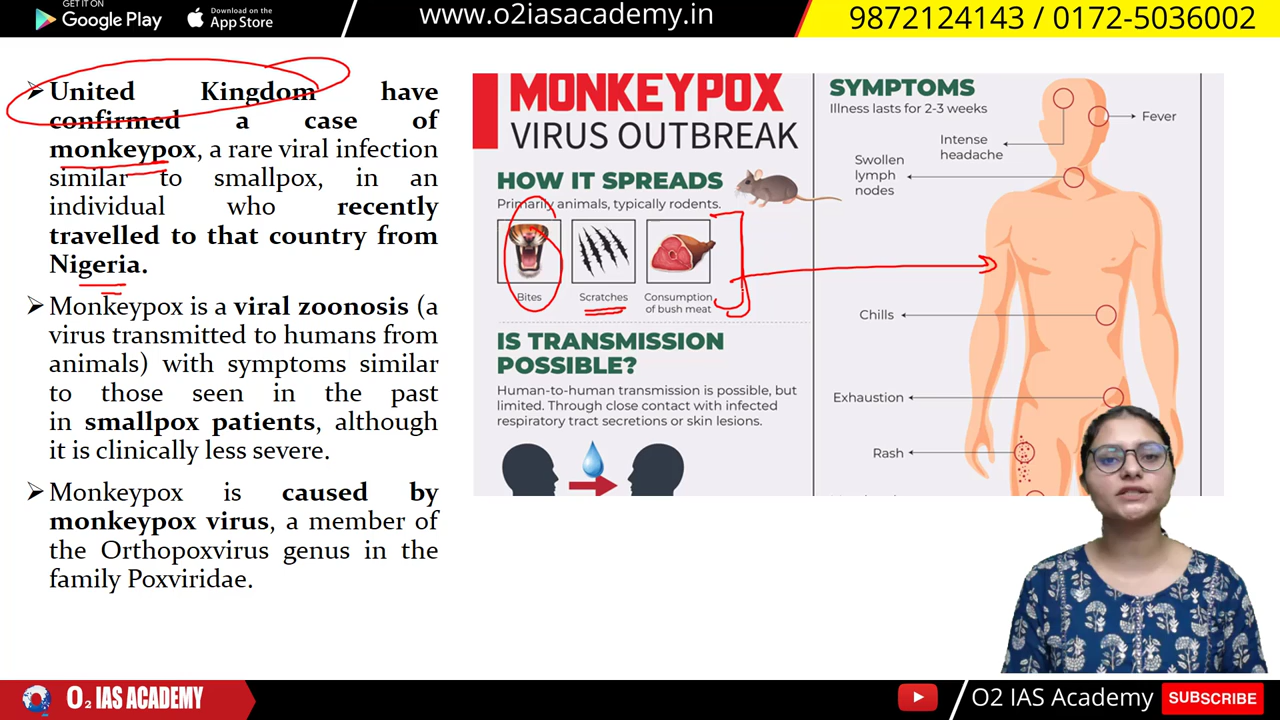 GET IT ON
Google Play
Download on the
App Store
www.o2iasacademy.in
9872124143 / 0172-5036002
➢ United Kingdom have
confirmed a case of
monkeypox, a rare viral infection
similar to smallpox, in an
individual who recently
travelled to that country from
Nigeria.
➢ Monkeypox is a viral zoonosis (a
virus transmitted to humans from
animals) with symptoms similar
to those seen in the past
in smallpox patients, although
it is clinically less severe.
➢ Monkeypox is caused by
monkeypox virus, a member of
the Orthopoxvirus genus in the
family Poxviridae.
MONKEYPOX
VIRUS OUTBREAK
HOW IT SPREADS
Primarily animals, typically rodents.
Bites
Scratches
Consumption
of bush meat
IS TRANSMISSION
POSSIBLE?
Human-to-human transmission is possible, but
limited. Through close contact with infected
respiratory tract secretions or skin lesions.
SYMPTOMS
Illness lasts for 2-3 weeks
Fever
Intense
headache
Swollen
lymph
nodes
Chills
Exhaustion
Rash
O2 IAS ACADEMY
O2 IAS Academy
SUBSCRIBE